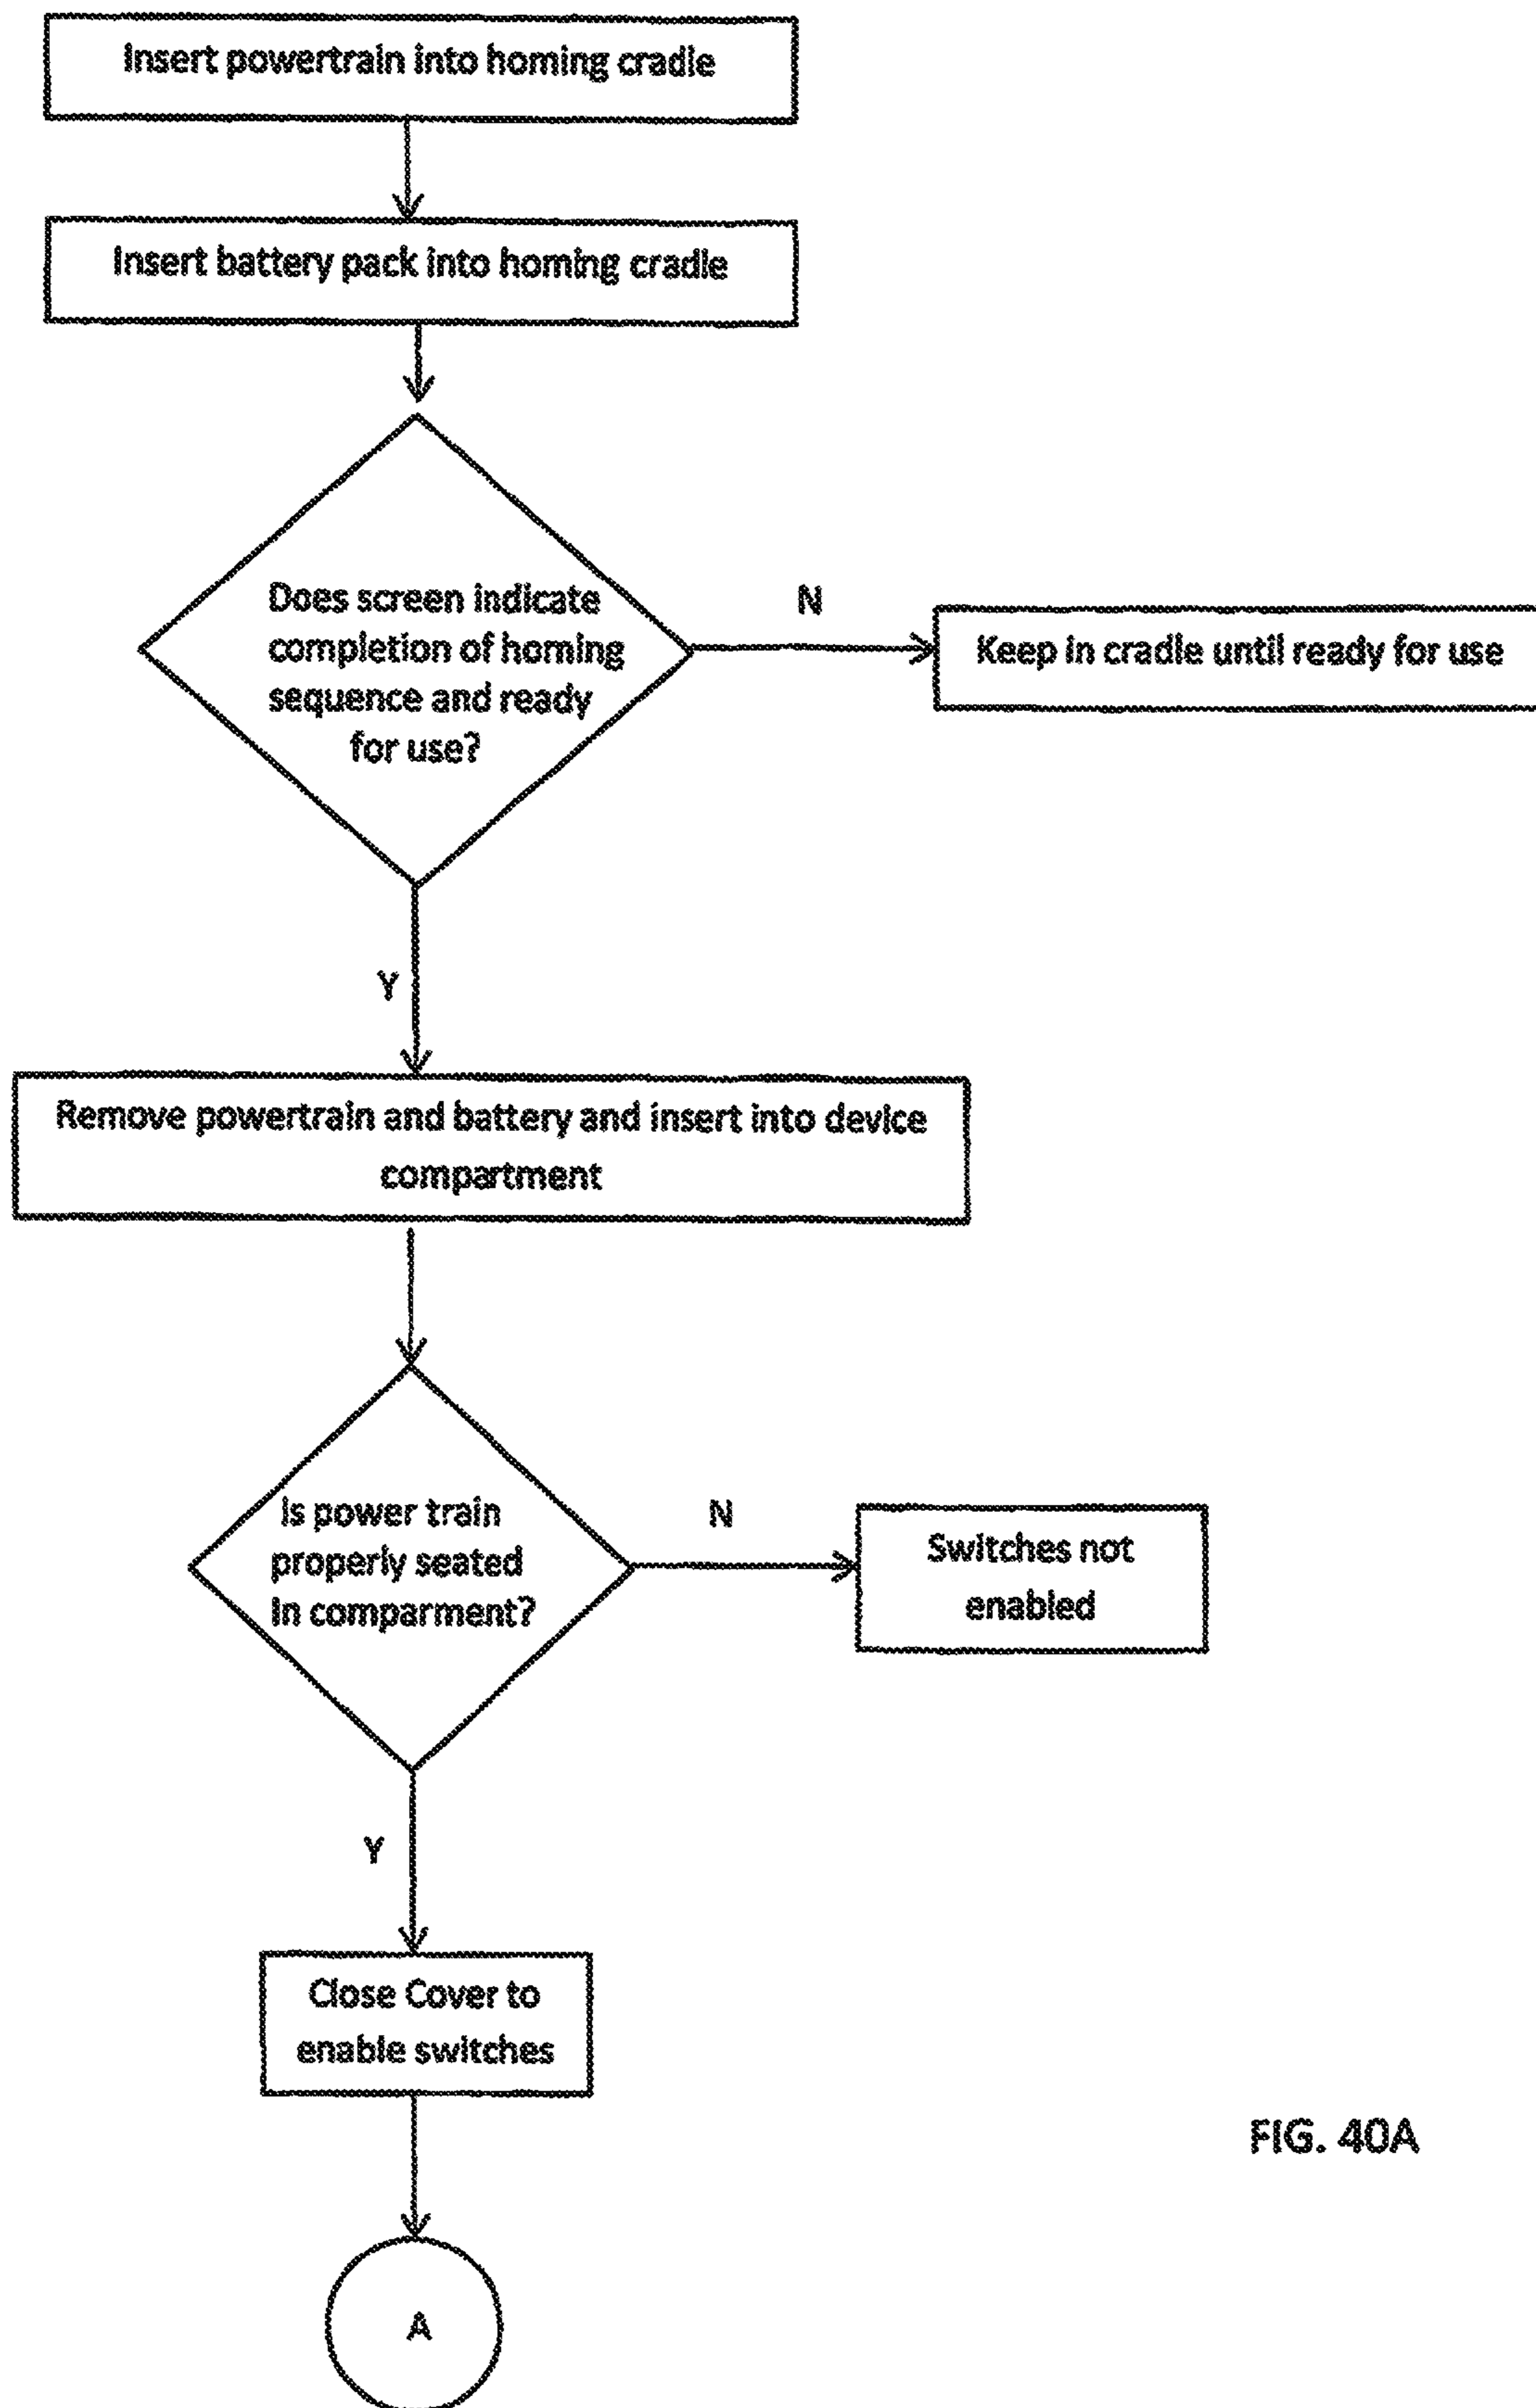 Insert powertrain into homing cradle
Insert battery pack into homing cradle
Does screen indicate
completion of homing
sequence and ready
for use?
N
Keep in cradle until ready for use
Y
Remove powertrain and battery and insert into device
compartment
Is power train
properly seated
In comparment?
N
Switches not
enabled
Y
Close Cover to
enable switches
FIG. 40A
A